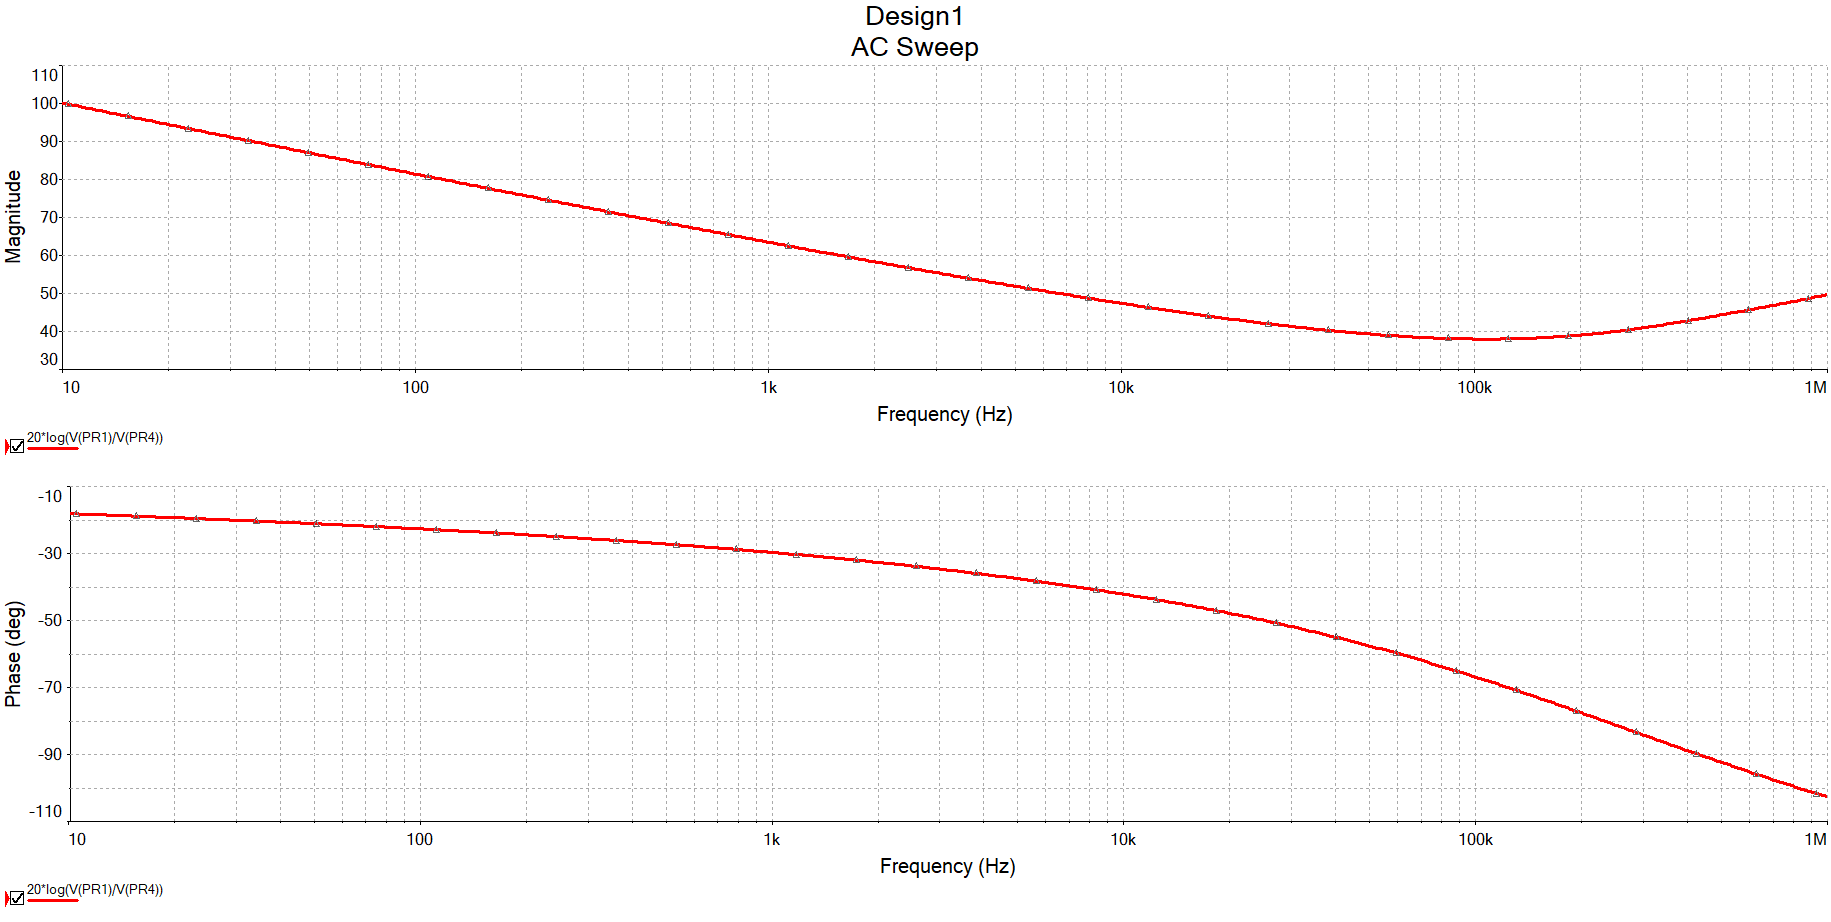 Design1
AC Sweep
110
100
90
80
70
60
50
40
30
Magnitude
10 100 1k 10k 100k 1M
Frequency (Hz)
20*log(V(PR1)/V(PR4))
-10
-30
-50
-70
-90
-110
Phase (deg)
10 100 1k 10k 100k 1M
Frequency (Hz)
20*log(V(PR1)/V(PR4))